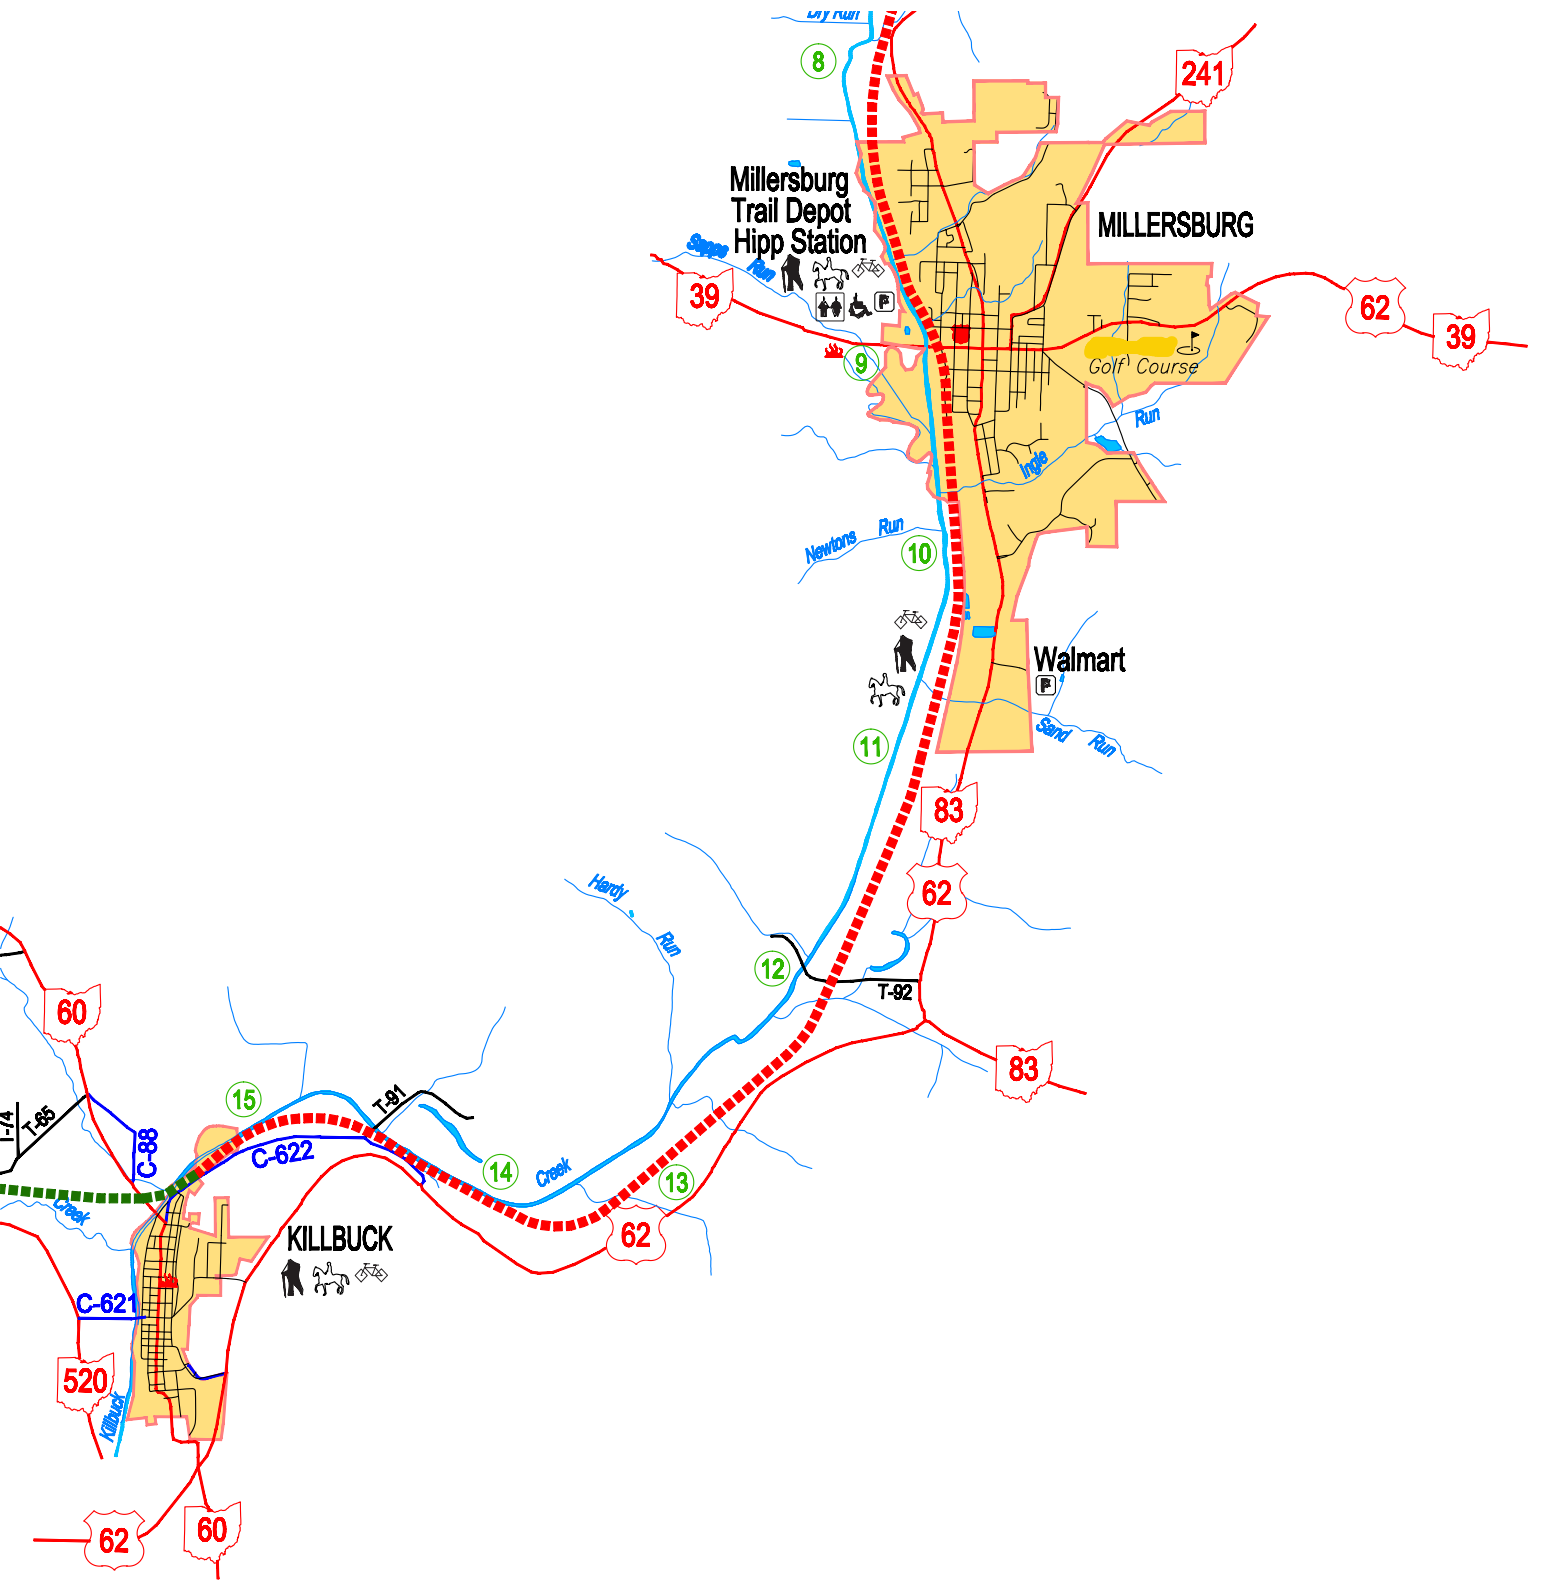 Dry Run
8
241
Millersburg
Trail Depot
Hipp Station
MILLERSBURG
Sapps Run
39
P
62
39
9
Golf Course
Run
Ingle
Newtons Run
10
Walmart
P
Sand Run
11
83
62
Hardy
Run
12
T-92
60
83
15
T-91
T-74
T-65
C-88
C-622
14
Creek
13
Creek
62
KILLBUCK
C-621
520
Killbuck
62
60